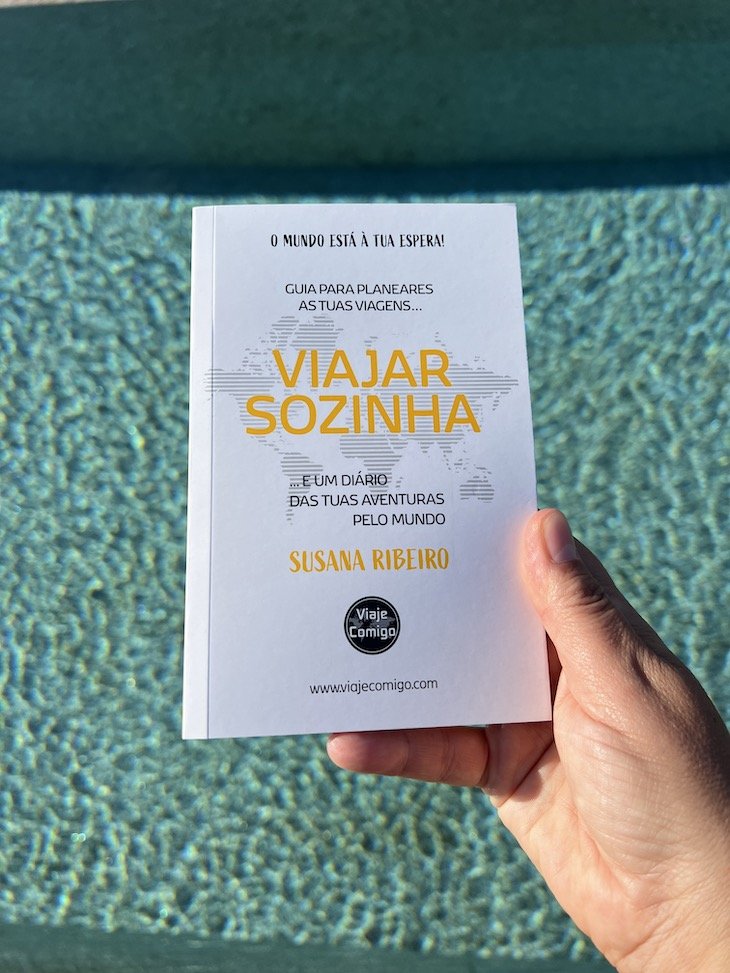 O MUNDO ESTÁ À TUA ESPERA!
GUIA PARA PLANEARES
AS TUAS VIAGENS...
VIAJAR
SOZINHA
...E UM DIÁRIO
DAS TUAS AVENTURAS
PELO MUNDO
SUSANA RIBEIRO
Viaje
Comigo
www.viajecomigo.com